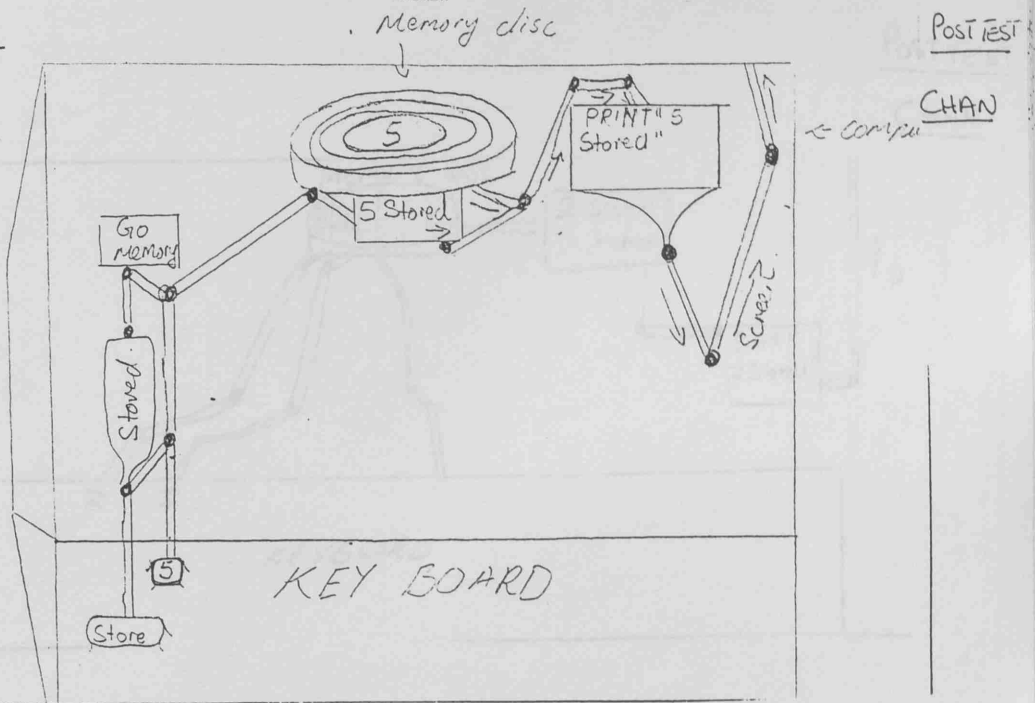 Memory disc
POST TEST
CHAN
← compu
5
PRINT "5
Stored"
5 Stored
GO
Memory
Stored
Screen
5
KEY BOARD
Store